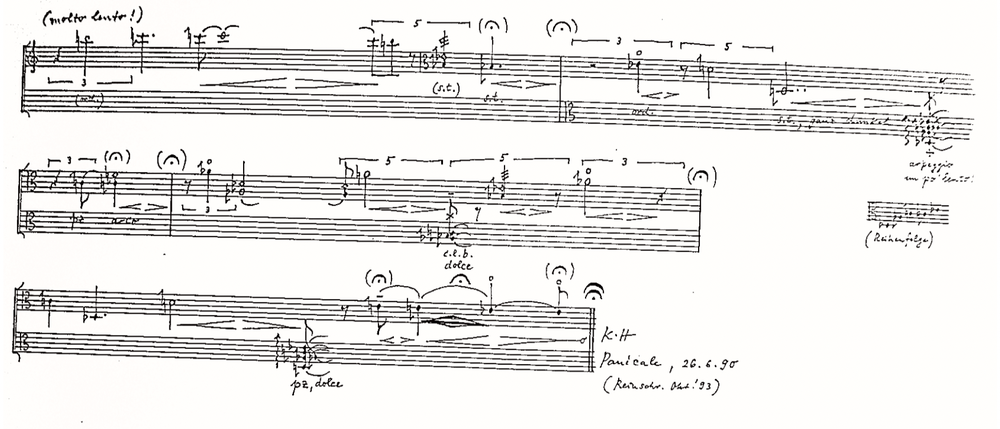 (molto lento!)
5
3
5
3
(s.t.)
s.t.
ord.
s.t., ganz
arpeggio
un po' lento!
3
5
5
3
3
pz arco
(Reihenfolge)
c.l.b.
dolce
K.H
Panicale, 26.6.90
pz, dolce
(Reinschr. Okt. '93)